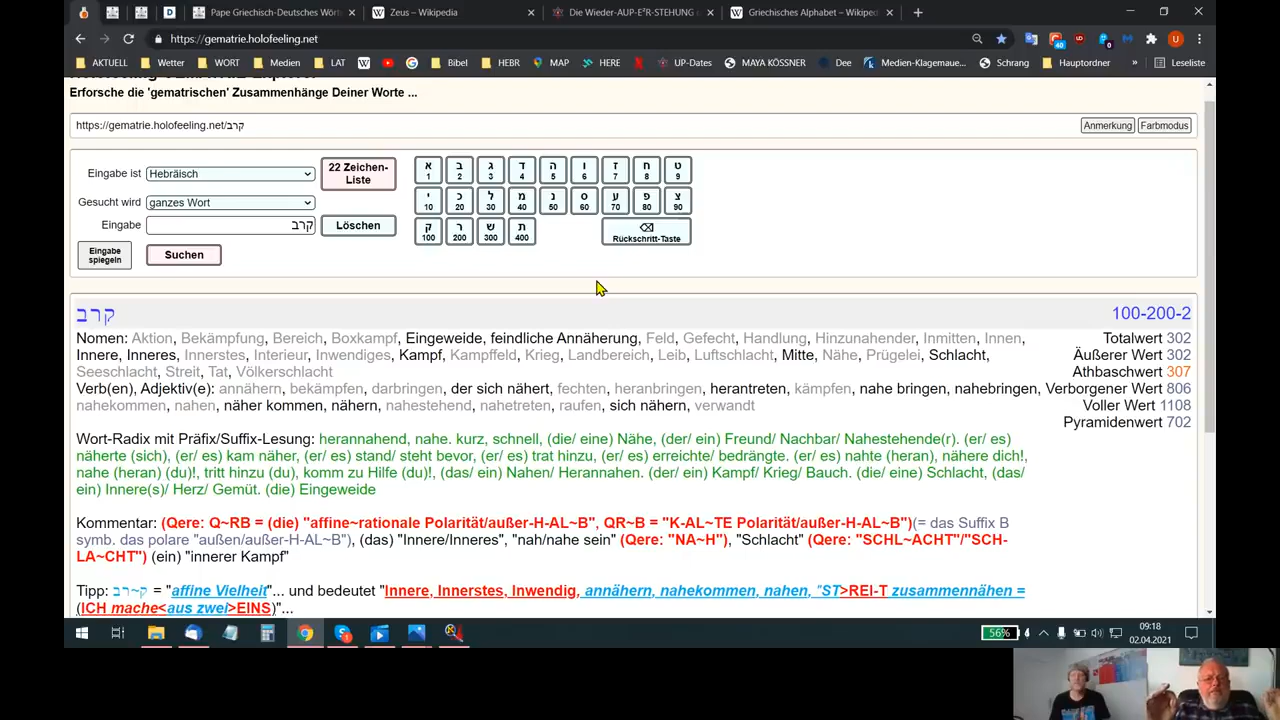 Pape Griechisch-Deutsches Wört
Zeus – Wikipedia
Die Wieder-AUP-E²R-STEHUNG
Griechisches Alphabet – Wikiped
https://gematrie.holofeeling.net
40
0
U
AKTUELL Wetter WORT Medien LAT Bibel HEBR MAP HERE UP-Dates MAYA KÖSSNER Dee Medien-Klagemaue... Schrang Hauptordner » Leseliste
Erforsche die 'gematrischen' Zusammenhänge Deiner Worte ...
https://gematrie.holofeeling.net/קרב
Anmerkung Farbmodus
Eingabe ist Hebräisch
22 Zeichen-
Liste
Gesucht wird ganzes Wort
Eingabe קרב
Löschen
Eingabe
spiegeln
Suchen
א ב ג ד ה ו ז ח ט
1 2 3 4 5 6 7 8 9
י כ ל מ נ ס ע פ צ
10 20 30 40 50 60 70 80 90
ק ר ש ת
100 200 300 400
Rückschritt-Taste
קרב 100-200-2
Nomen: Aktion, Bekämpfung, Bereich, Boxkampf, Eingeweide, feindliche Annäherung, Feld, Gefecht, Handlung, Hinzunahender, Inmitten, Innen,
Innere, Inneres, Innerstes, Interieur, Inwendiges, Kampf, Kampffeld, Krieg, Landbereich, Leib, Luftschlacht, Mitte, Nähe, Prügelei, Schlacht,
Seeschlacht, Streit, Tat, Völkerschlacht
Verb(en), Adjektiv(e): annähern, bekämpfen, darbringen, der sich nähert, fechten, heranbringen, herantreten, kämpfen, nahe bringen, nahebringen,
nahekommen, nahen, näher kommen, nähern, nahestehend, nahetreten, raufen, sich nähern, verwandt
Totalwert 302
Äußerer Wert 302
Athbaschwert 307
Verborgener Wert 806
Voller Wert 1108
Pyramidenwert 702
Wort-Radix mit Präfix/Suffix-Lesung: herannahend, nahe. kurz, schnell, (die/ eine) Nähe, (der/ ein) Freund/ Nachbar/ Nahestehende(r). (er/ es)
näherte (sich), (er/ es) kam näher, (er/ es) stand/ steht bevor, (er/ es) trat hinzu, (er/ es) erreichte/ bedrängte. (er/ es) nahte (heran), nähere dich!,
nahe (heran) (du)!, tritt hinzu (du), komm zu Hilfe (du)!, (das/ ein) Nahen/ Herannahen. (der/ ein) Kampf/ Krieg/ Bauch. (die/ eine) Schlacht, (das/
ein) Innere(s)/ Herz/ Gemüt. (die) Eingeweide
Kommentar: (Qere: Q~RB = (die) "affine~rationale Polarität/außer-H-AL~B", QR~B = "K-AL~TE Polarität/außer-H-AL~B")(= das Suffix B
symb. das polare "außen/außer-H-AL~B"), (das) "Innere/Inneres", "nah/nahe sein" (Qere: "NA~H"), "Schlacht" (Qere: "SCHL~ACHT"/"SCH-
LA~CHT") (ein) "innerer Kampf"
Tipp: ק~רב = "affine Vielheit"... und bedeutet "Innere, Innerstes, Inwendig, annähern, nahekommen, nahen, "ST>REI-T zusammennähen =
(ICH mache<aus zwei>EINS)"...
56%
09:18
02.04.2021